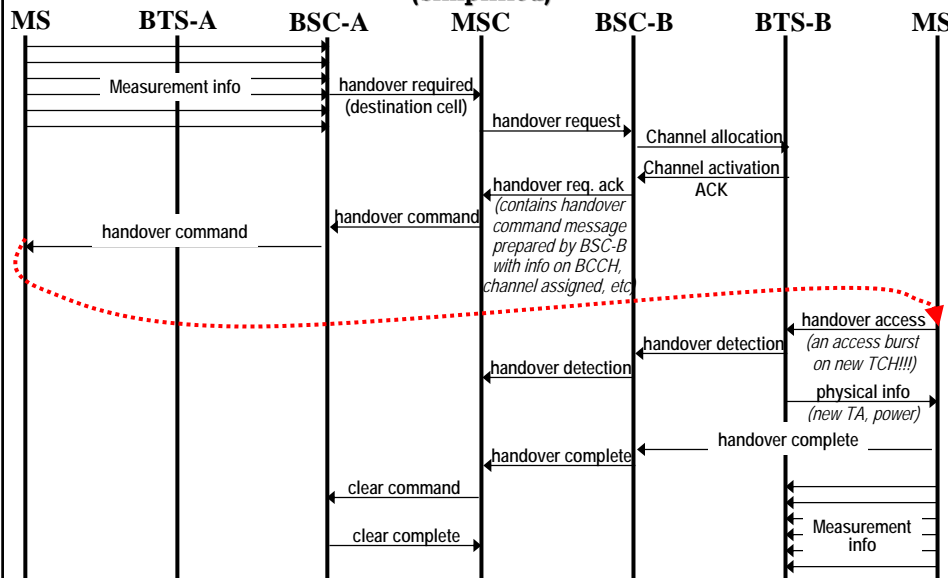 (simplified)
MS BTS-A BSC-A MSC BSC-B BTS-B MS
Measurement info
handover required
(destination cell)
handover request
Channel allocation
Channel activation
ACK
handover req. ack
(contains handover
command message
prepared by BSC-B
with info on BCCH,
channel assigned, etc)
handover command
handover command
handover access
(an access burst
on new TCH!!!)
handover detection
handover detection
physical info
(new TA, power)
handover complete
handover complete
clear command
clear complete
Measurement
info